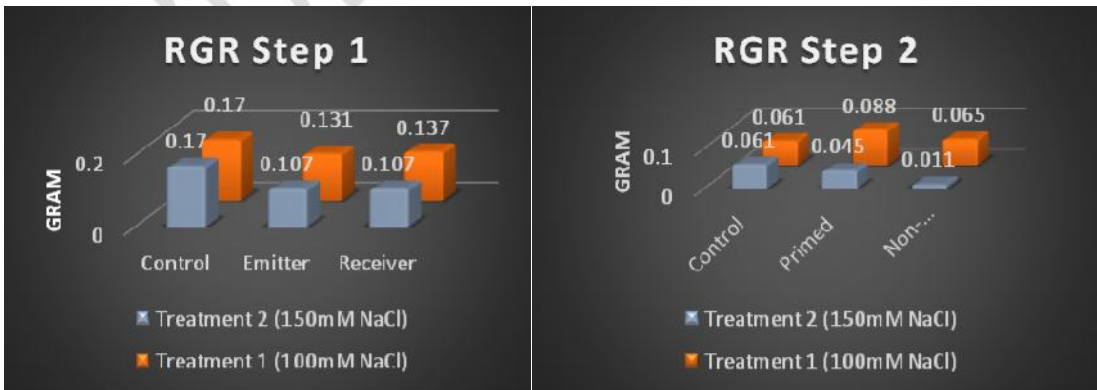 RGR Step 1
0.17
0.131
0.137
0.17
0.107
0.107
0.2
0
GRAM
Control Emitter Receiver
Treatment 2 (150mM NaCl)
Treatment 1 (100mM NaCl)
RGR Step 2
0.061
0.088
0.065
0.061
0.045
0.011
0.1
0
GRAM
Control Primed Non-...
Treatment 2 (150mM NaCl)
Treatment 1 (100mM NaCl)